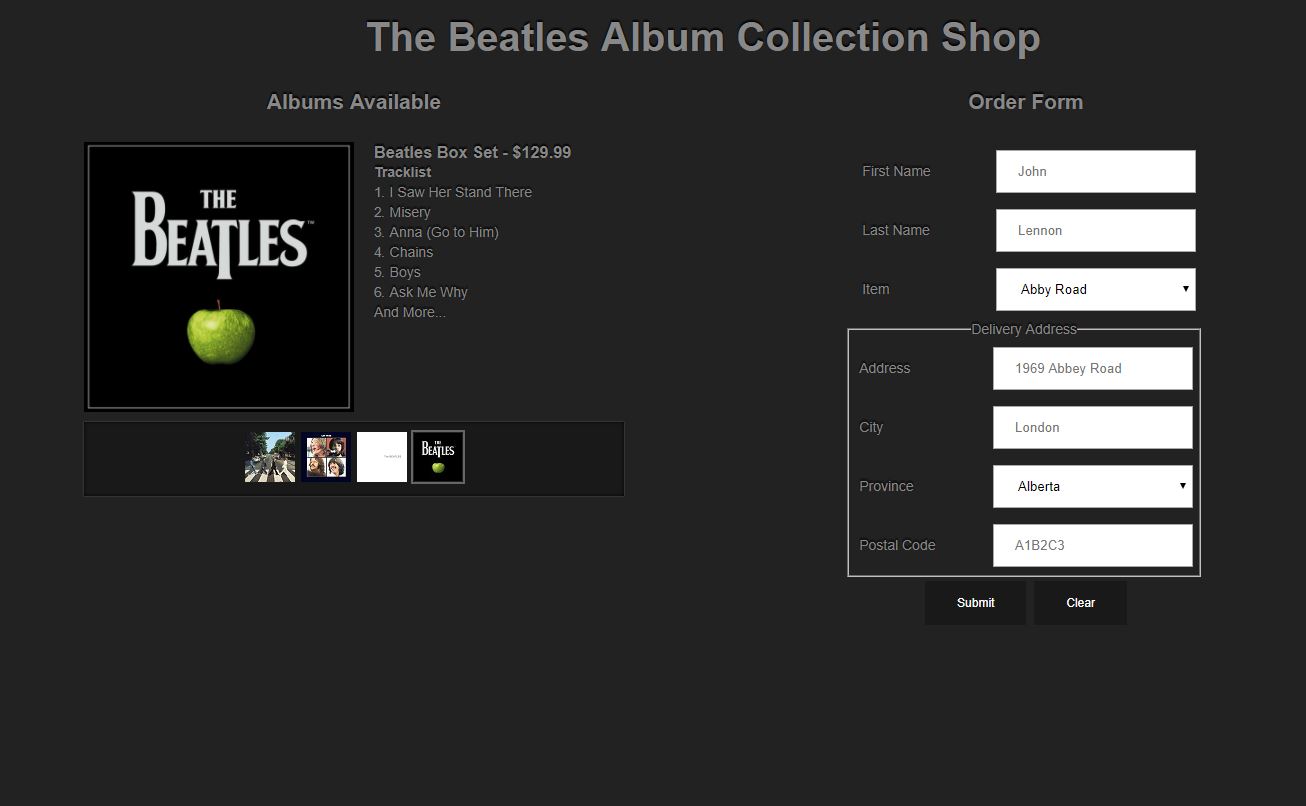 The Beatles Album Collection Shop
Albums Available
THE
BEATLES™
Beatles Box Set - $129.99
Tracklist
1. I Saw Her Stand There
2. Misery
3. Anna (Go to Him)
4. Chains
5. Boys
6. Ask Me Why
And More...
THE
BEATLES
Order Form
First Name
John
Last Name
Lennon
Item
Abby Road
Delivery Address
Address
1969 Abbey Road
City
London
Province
Alberta
Postal Code
A1B2C3
Submit
Clear